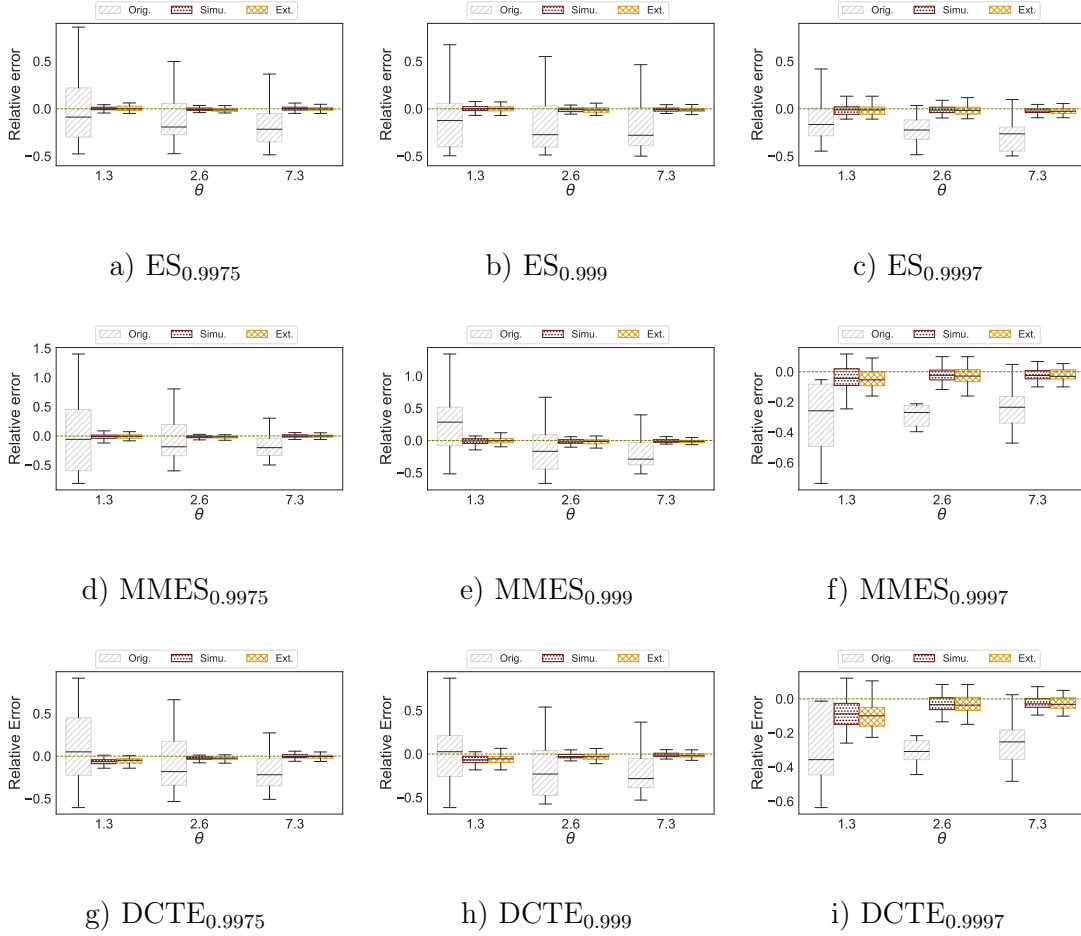 Orig. Simu. Ext.
Orig. Simu. Ext.
Orig. Simu. Ext.
Relative error
0.5
0.0
−0.5
1.3 2.6 7.3
θ
Relative error
0.5
0.0
−0.5
1.3 2.6 7.3
θ
Relative error
0.5
0.0
−0.5
1.3 2.6 7.3
θ
a) ES0.9975
b) ES0.999
c) ES0.9997
Orig. Simu. Ext.
Orig. Simu. Ext.
Orig. Simu. Ext.
Relative error
1.5
1.0
0.5
0.0
−0.5
1.3 2.6 7.3
θ
Relative error
1.0
0.5
0.0
−0.5
1.3 2.6 7.3
θ
Relative error
0.0
−0.2
−0.4
−0.6
1.3 2.6 7.3
θ
d) MMES0.9975
e) MMES0.999
f) MMES0.9997
Orig. Simu. Ext.
Orig. Simu. Ext.
Orig. Simu. Ext.
Relative Error
0.5
0.0
−0.5
1.3 2.6 7.3
θ
Relative Error
0.5
0.0
−0.5
1.3 2.6 7.3
θ
Relative Error
0.0
−0.2
−0.4
−0.6
1.3 2.6 7.3
θ
g) DCTE0.9975
h) DCTE0.999
i) DCTE0.9997